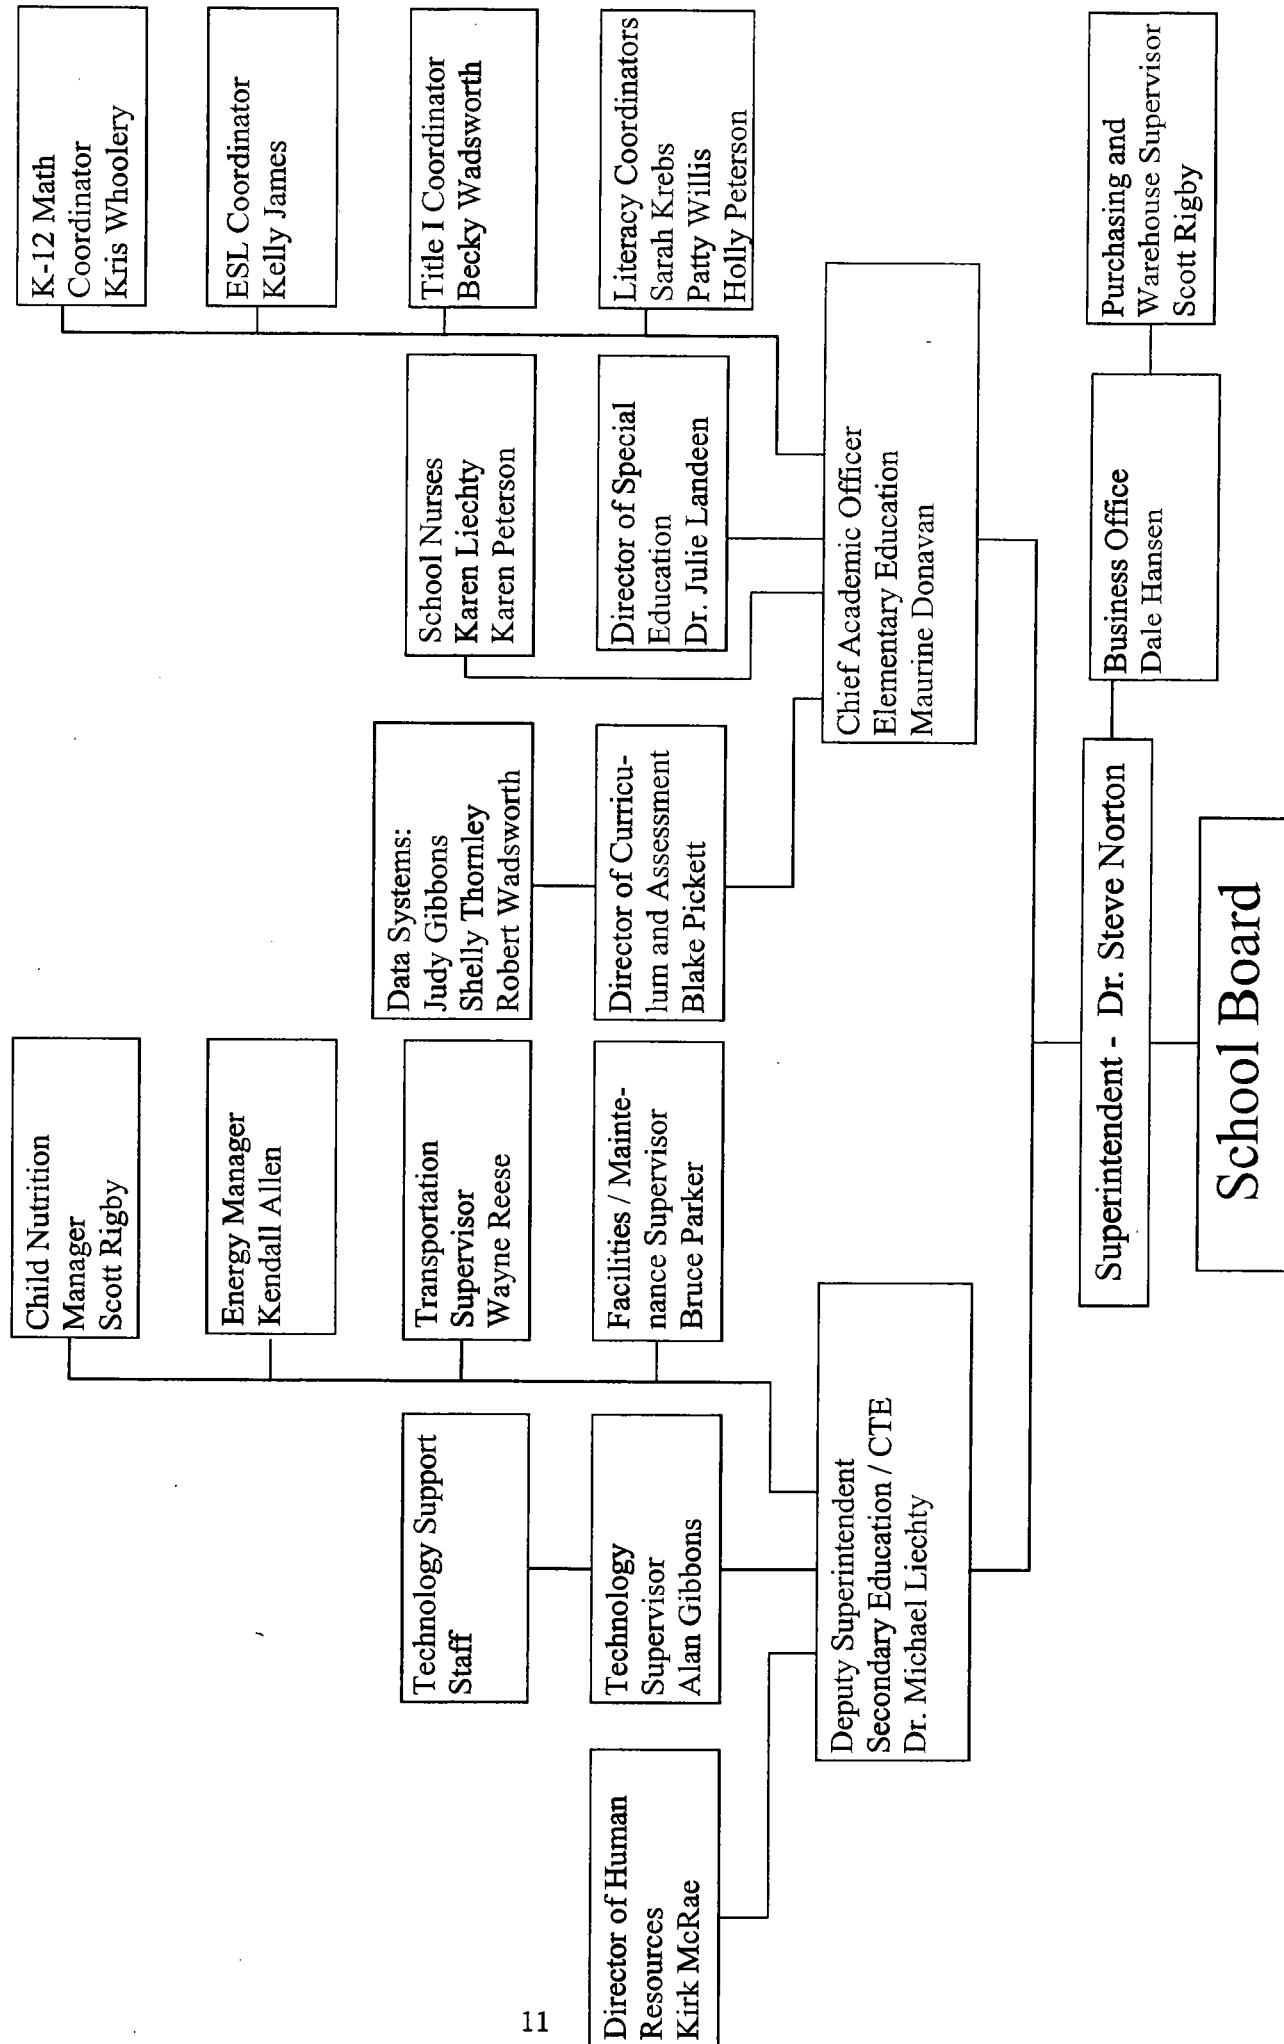 Child Nutrition
Manager
Scott Rigby
K-12 Math
Coordinator
Kris Whoolery
Energy Manager
Kendall Allen
ESL Coordinator
Kelly James
Technology Support
Staff
Transportation
Supervisor
Wayne Reese
Data Systems:
Judy Gibbons
Shelly Thornley
Robert Wadsworth
School Nurses
Karen Liechty
Karen Peterson
Title I Coordinator
Becky Wadsworth
Director of Human
Resources
Kirk McRae
Technology
Supervisor
Alan Gibbons
Facilities / Mainte-
nance Supervisor
Bruce Parker
Director of Curricu-
lum and Assessment
Blake Pickett
Director of Special
Education
Dr. Julie Landeen
Literacy Coordinators
Sarah Krebs
Patty Willis
Holly Peterson
Deputy Superintendent
Secondary Education / CTE
Dr. Michael Liechty
Chief Academic Officer
Elementary Education
Maurine Donavan
Superintendent - Dr. Steve Norton
Business Office
Dale Hansen
Purchasing and
Warehouse Supervisor
Scott Rigby
School Board
11